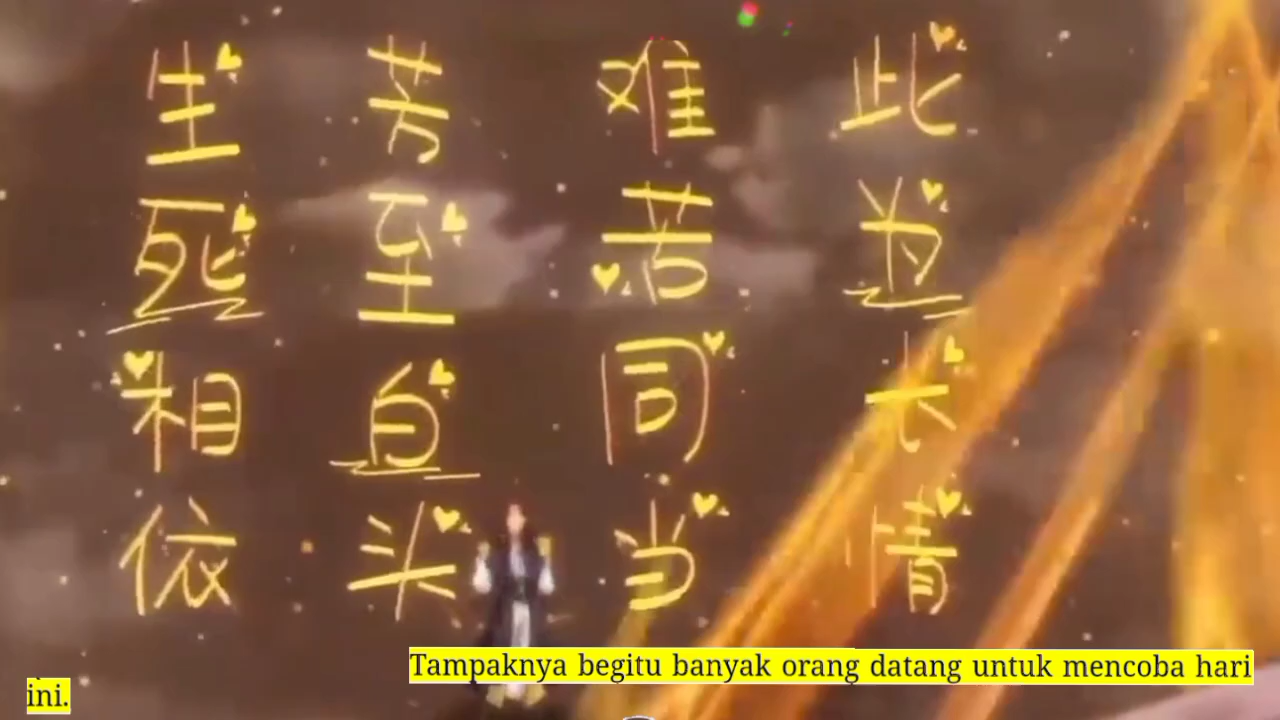 此道长情
难若同当
芳至白头
生死相依
Tampaknya begitu banyak orang datang untuk mencoba hari
ini.